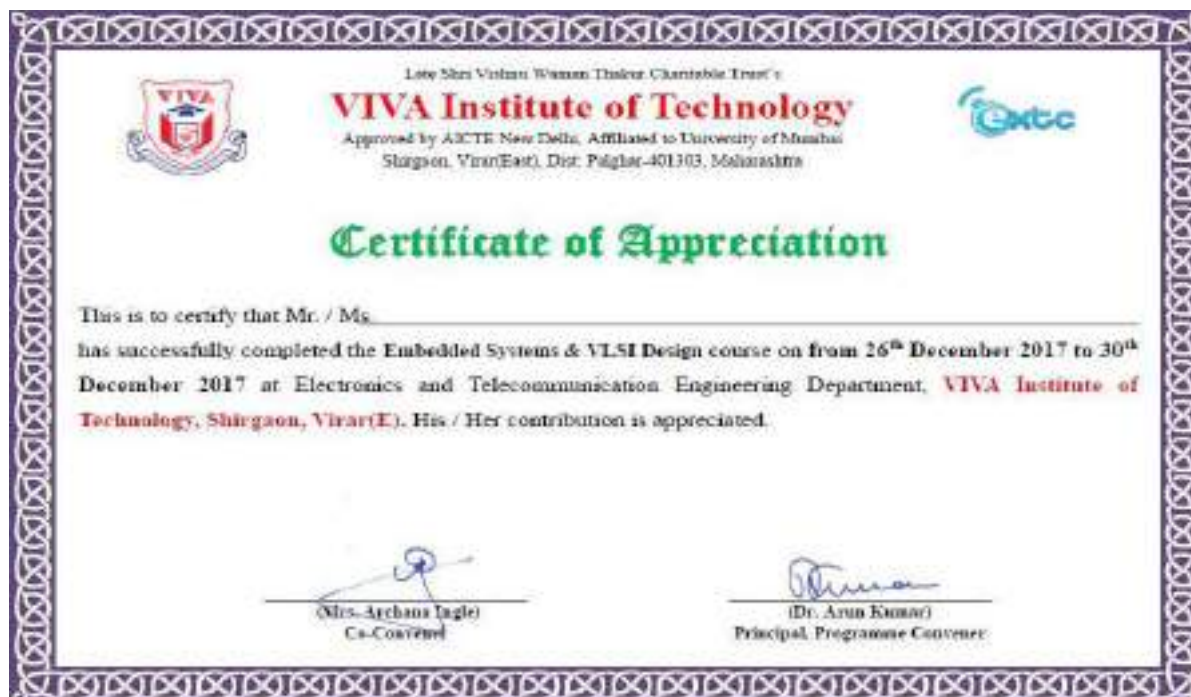 Late Shri Vishnu Waman Thakur Charitable Trust's
VIVA
VIVA Institute of Technology
extc
Approved by AICTE New Delhi, Affiliated to University of Mumbai
Shirgaon, Virar(East), Dist: Palghar-401303, Maharashtra
Certificate of Appreciation
This is to certify that Mr. / Ms.
has successfully completed the Embedded Systems & VLSI Design course on from 26th December 2017 to 30th
December 2017 at Electronics and Telecommunication Engineering Department, VIVA Institute of
Technology, Shirgaon, Virar(E). His / Her contribution is appreciated.
(Mrs. Archana Ingle)
Co-Convener
(Dr. Arun Kumar)
Principal, Programme Convener